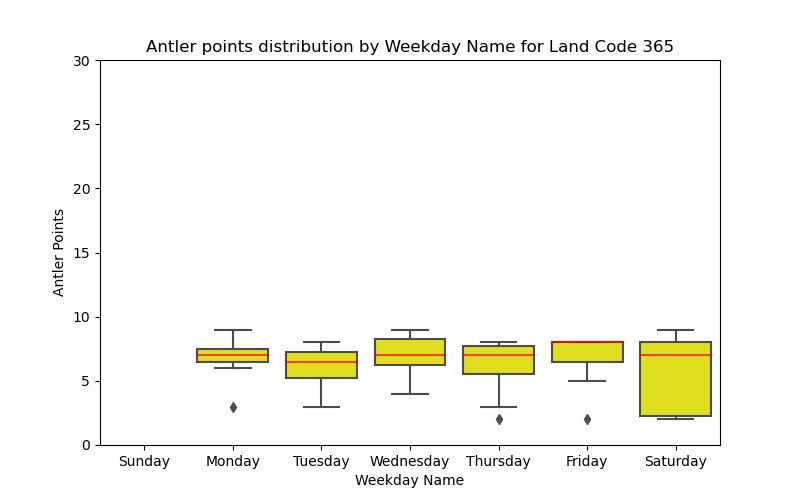 Antler points distribution by Weekday Name for Land Code 365
30
25
20
15
10
5
0
Antler Points
Sunday Monday Tuesday Wednesday Thursday Friday Saturday
Weekday Name